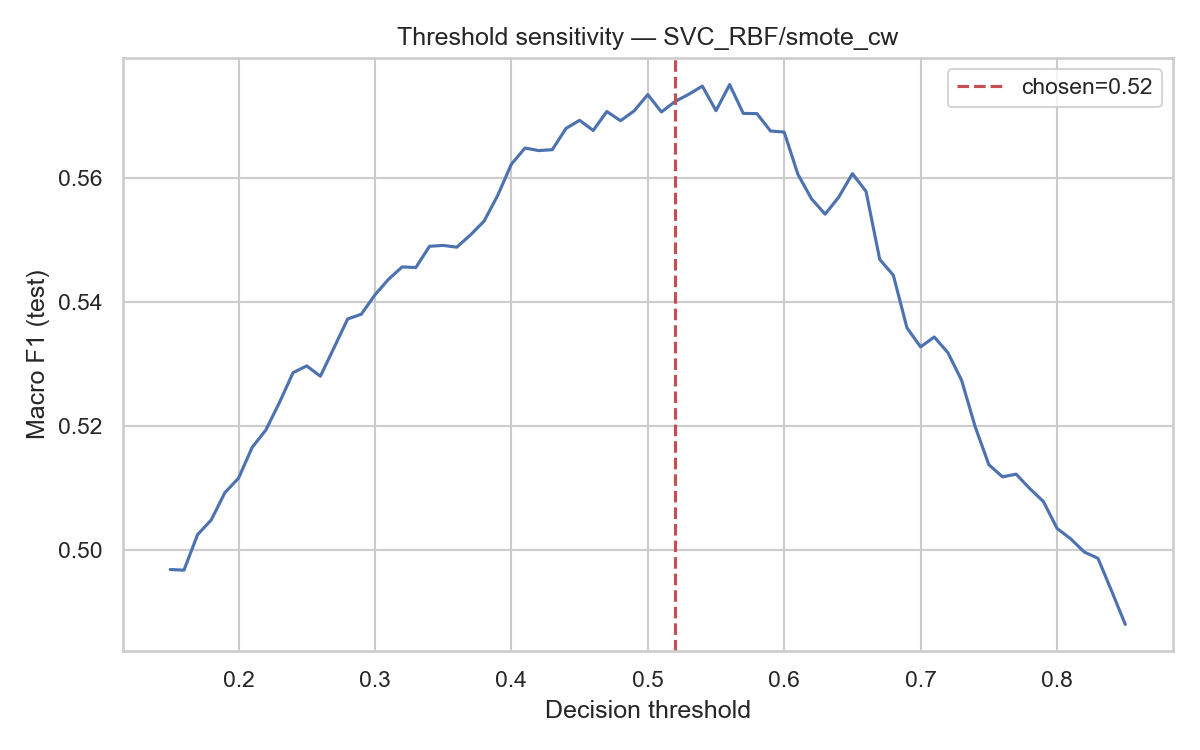 Threshold sensitivity — SVC_RBF/smote_cw
chosen=0.52
Macro F1 (test)
0.56
0.54
0.52
0.50
0.2 0.3 0.4 0.5 0.6 0.7 0.8
Decision threshold